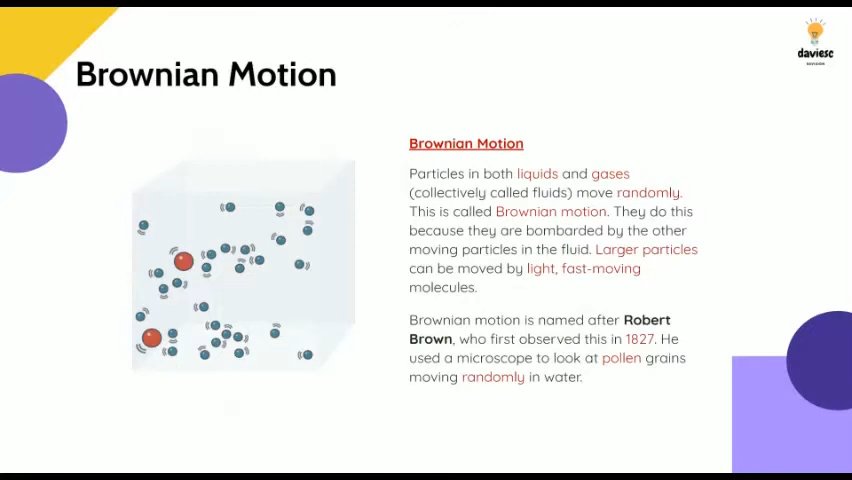 daviesc
REVISION
Brownian Motion
Brownian Motion
Particles in both liquids and gases
(collectively called fluids) move randomly.
This is called Brownian motion. They do this
because they are bombarded by the other
moving particles in the fluid. Larger particles
can be moved by light, fast-moving
molecules.
Brownian motion is named after Robert
Brown, who first observed this in 1827. He
used a microscope to look at pollen grains
moving randomly in water.